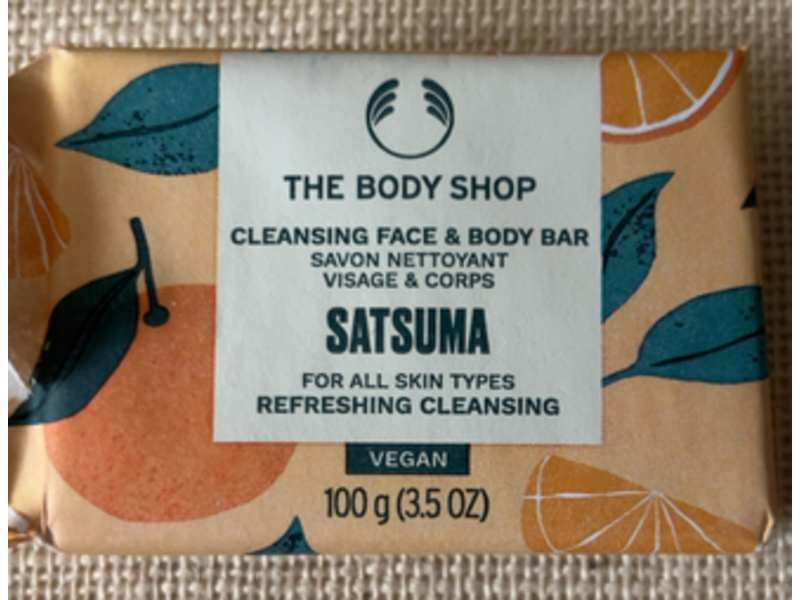 THE BODY SHOP
CLEANSING FACE & BODY BAR
SAVON NETTOYANT
VISAGE & CORPS
SATSUMA
FOR ALL SKIN TYPES
REFRESHING CLEANSING
VEGAN
100 g (3.5 OZ)